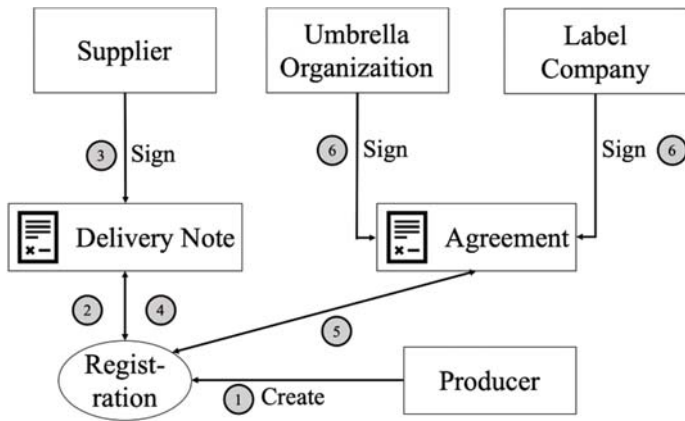 Supplier
Umbrella
Organizaition
Label
Company
3 Sign
6 Sign
Sign 6
Delivery Note
Agreement
2 4
5
Regist-
ration
1 Create
Producer